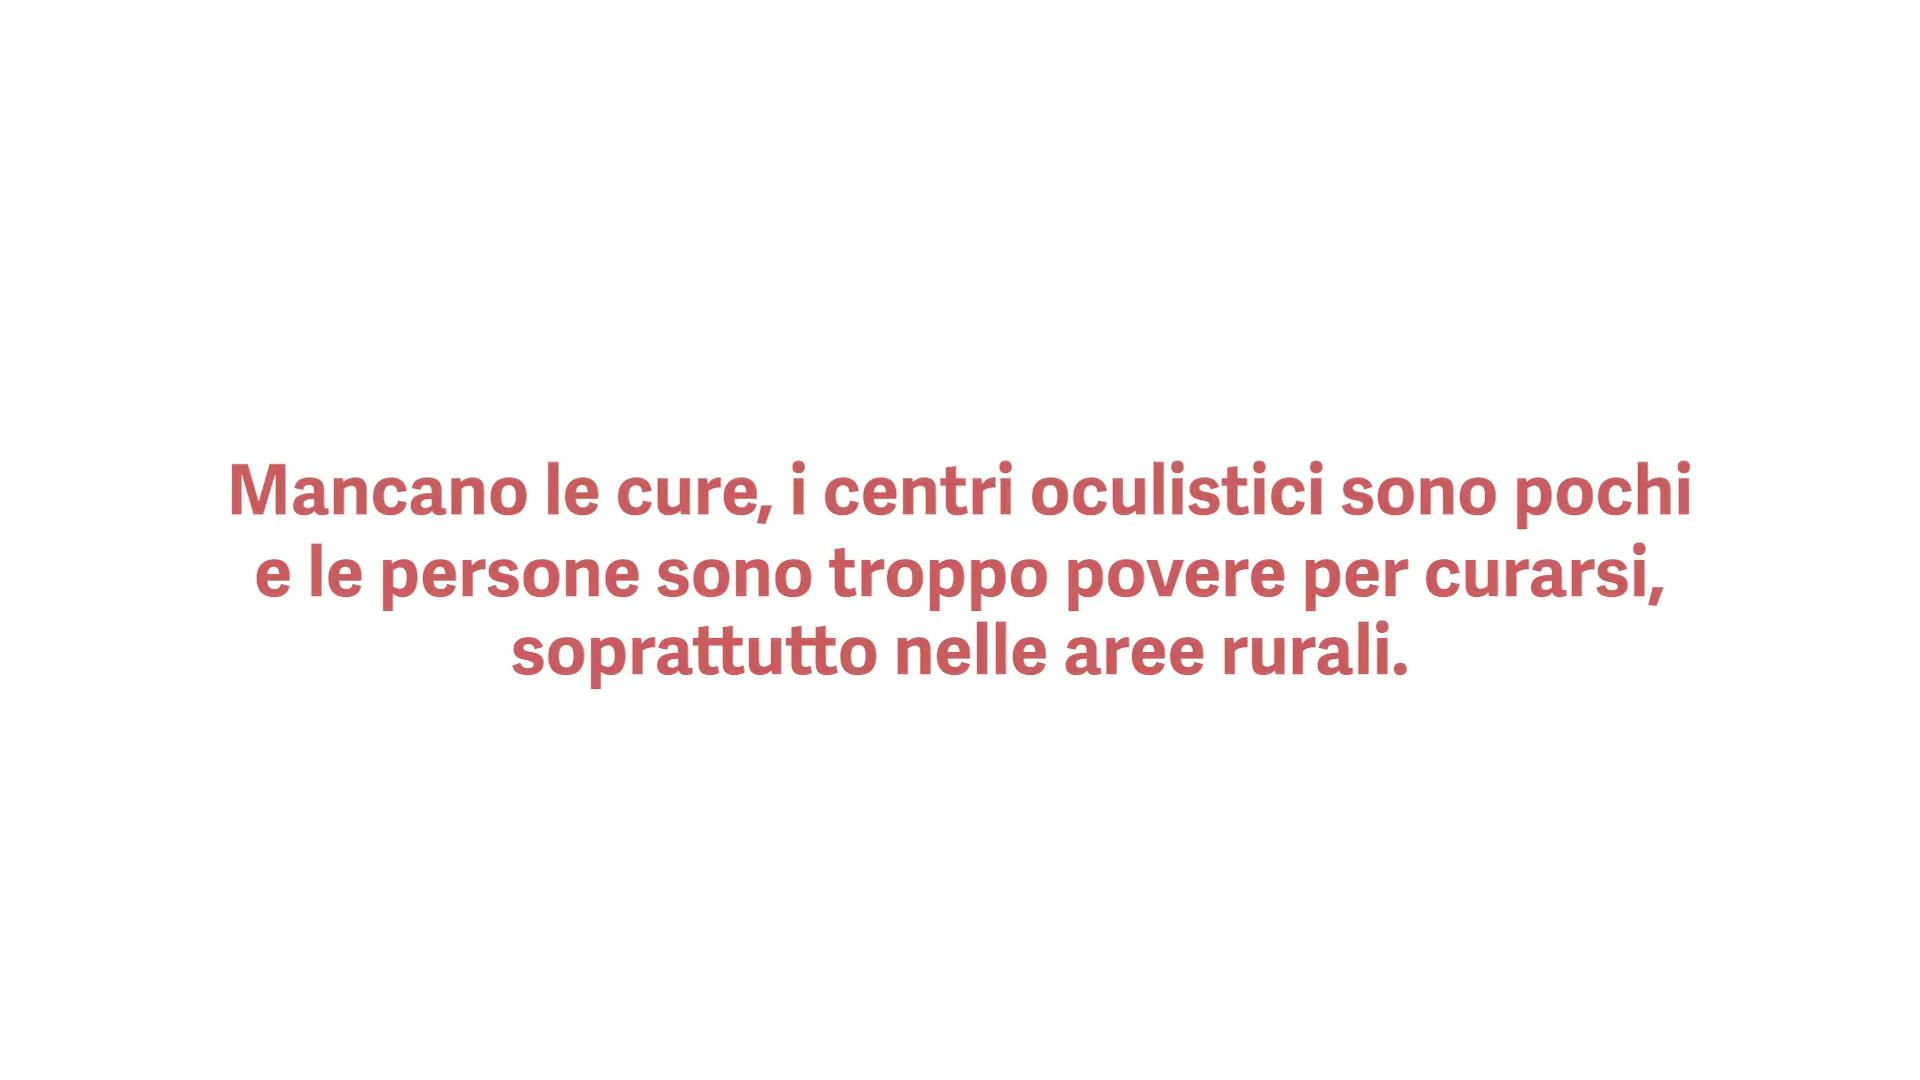 Mancano le cure, i centri oculistici sono pochi
e le persone sono troppo povere per curarsi,
soprattutto nelle aree rurali.